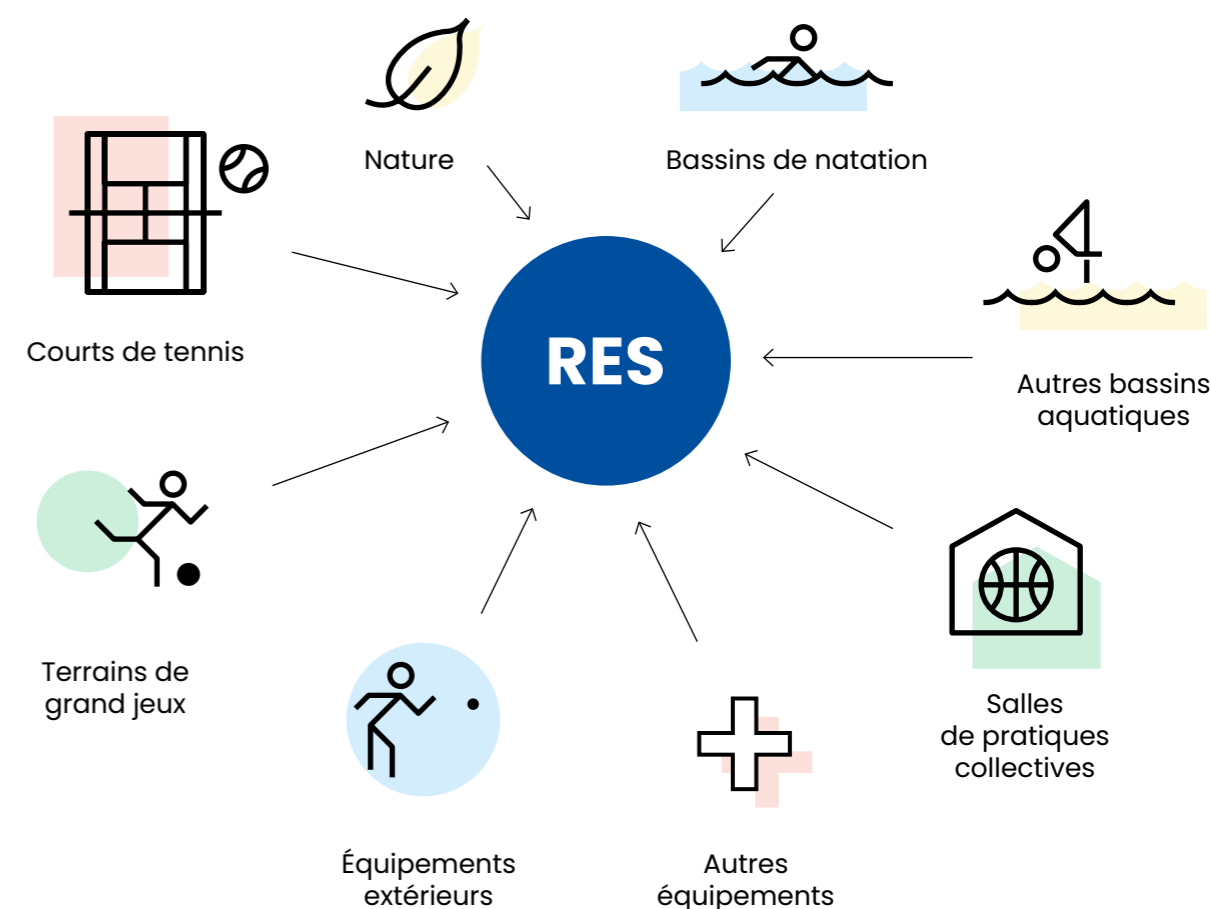 Nature
Bassins de natation
Courts de tennis
RES
Autres bassins
aquatiques
Terrains de
grand jeux
Salles
de pratiques
collectives
Équipements
extérieurs
Autres
équipements